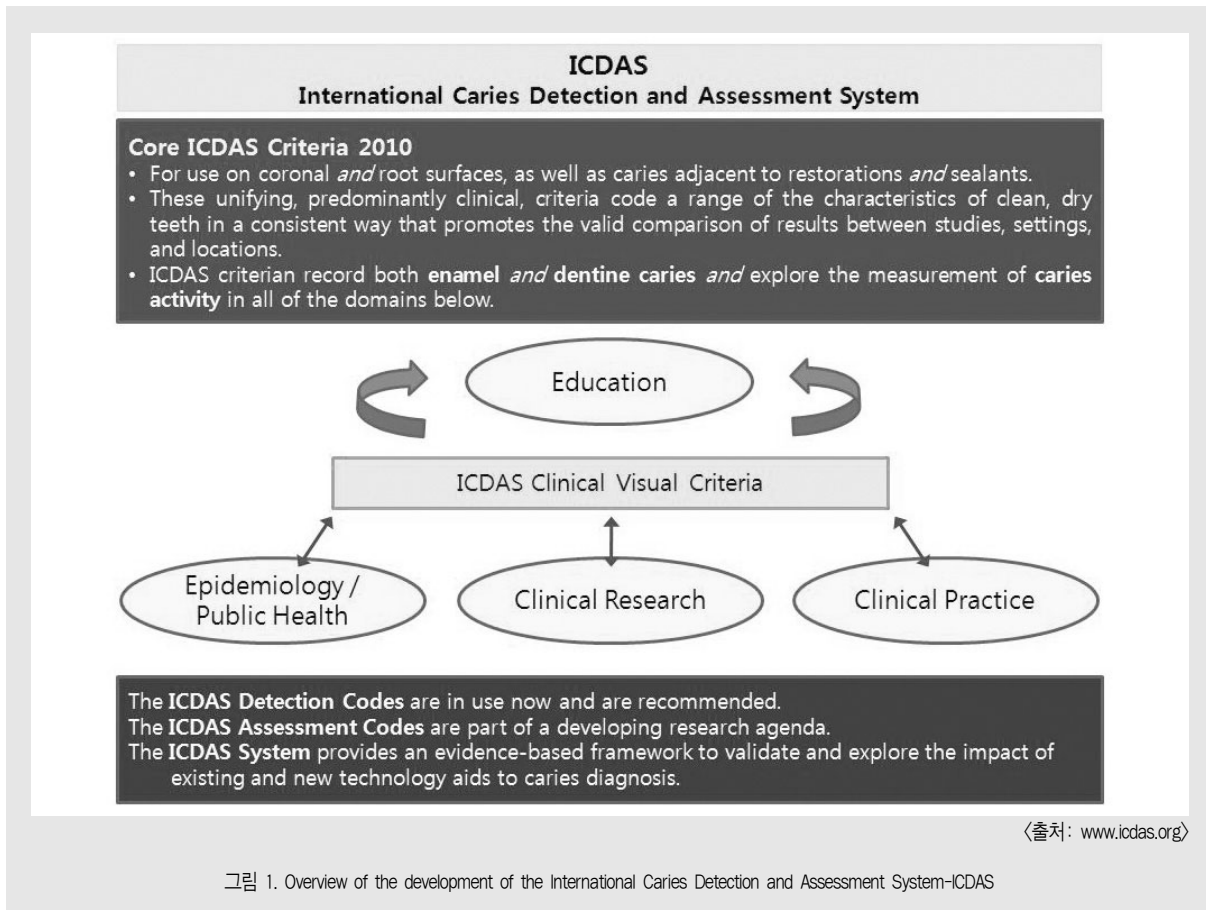 ICDAS
International Caries Detection and Assessment System
Core ICDAS Criteria 2010
• For use on coronal and root surfaces, as well as caries adjacent to restorations and sealants.
• These unifying, predominantly clinical, criteria code a range of the characteristics of clean, dry
teeth in a consistent way that promotes the valid comparison of results between studies, settings,
and locations.
• ICDAS criterian record both enamel and dentine caries and explore the measurement of caries
activity in all of the domains below.
Education
ICDAS Clinical Visual Criteria
Epidemiology /
Public Health
Clinical Research
Clinical Practice
The ICDAS Detection Codes are in use now and are recommended.
The ICDAS Assessment Codes are part of a developing research agenda.
The ICDAS System provides an evidence-based framework to validate and explore the impact of
existing and new technology aids to caries diagnosis.
〈출처: www.icdas.org〉
그림 1. Overview of the development of the International Caries Detection and Assessment System-ICDAS